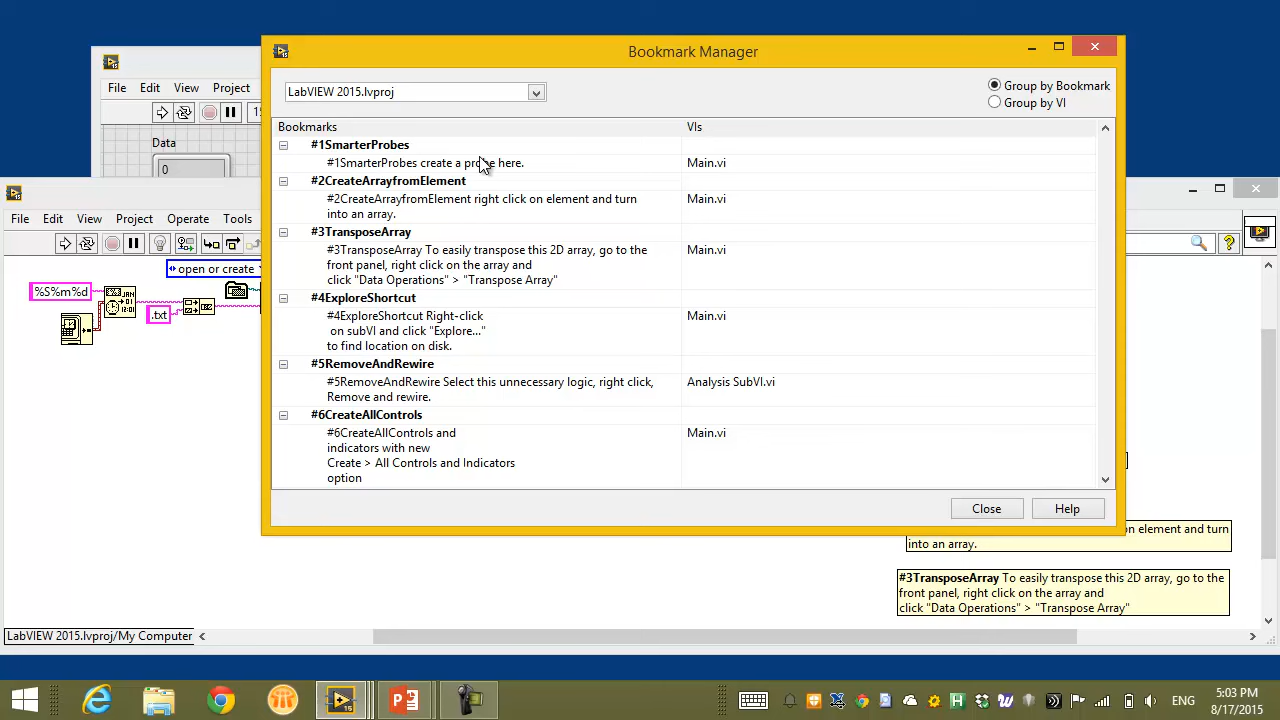 Bookmark Manager
File Edit View Project
15
Data
0
LabVIEW 2015.lvproj
Group by Bookmark
Group by VI
Bookmarks VIs
#1SmarterProbes
#1SmarterProbes create a probe here. Main.vi
#2CreateArrayfromElement
#2CreateArrayfromElement right click on element and turn Main.vi
into an array.
#3TransposeArray
#3TransposeArray To easily transpose this 2D array, go to the Main.vi
front panel, right click on the array and
click "Data Operations" > "Transpose Array"
#4ExploreShortcut
#4ExploreShortcut Right-click Main.vi
on subVI and click "Explore..."
to find location on disk.
#5RemoveAndRewire
#5RemoveAndRewire Select this unnecessary logic, right click, Analysis SubVI.vi
Remove and rewire.
#6CreateAllControls
#6CreateAllControls and Main.vi
indicators with new
Create > All Controls and Indicators
option
Close Help
File Edit View Project Operate Tools
open or create
%5%m%d
.txt
on element and turn
into an array.
#3TransposeArray To easily transpose this 2D array, go to the
front panel, right click on the array and
click "Data Operations" > "Transpose Array"
LabVIEW 2015.lvproj/My Computer
ENG
5:03 PM
8/17/2015